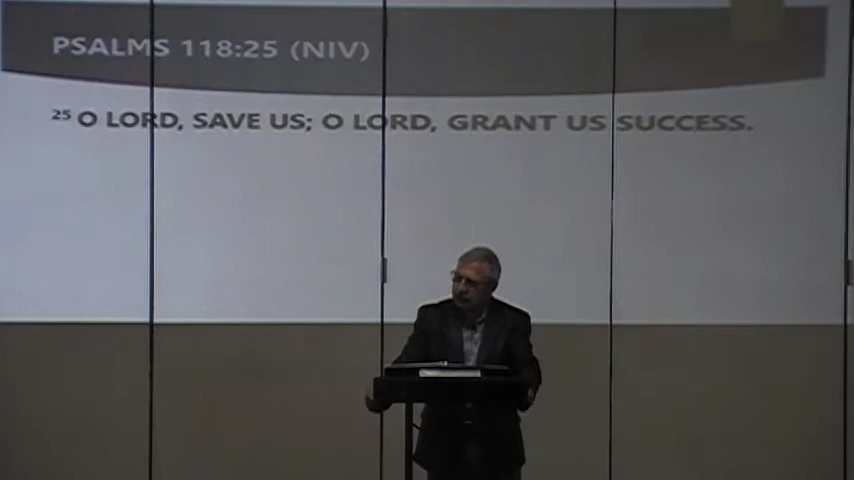 PSALMS 118:25 (NIV)
25 O LORD, SAVE US; O LORD, GRANT US SUCCESS.